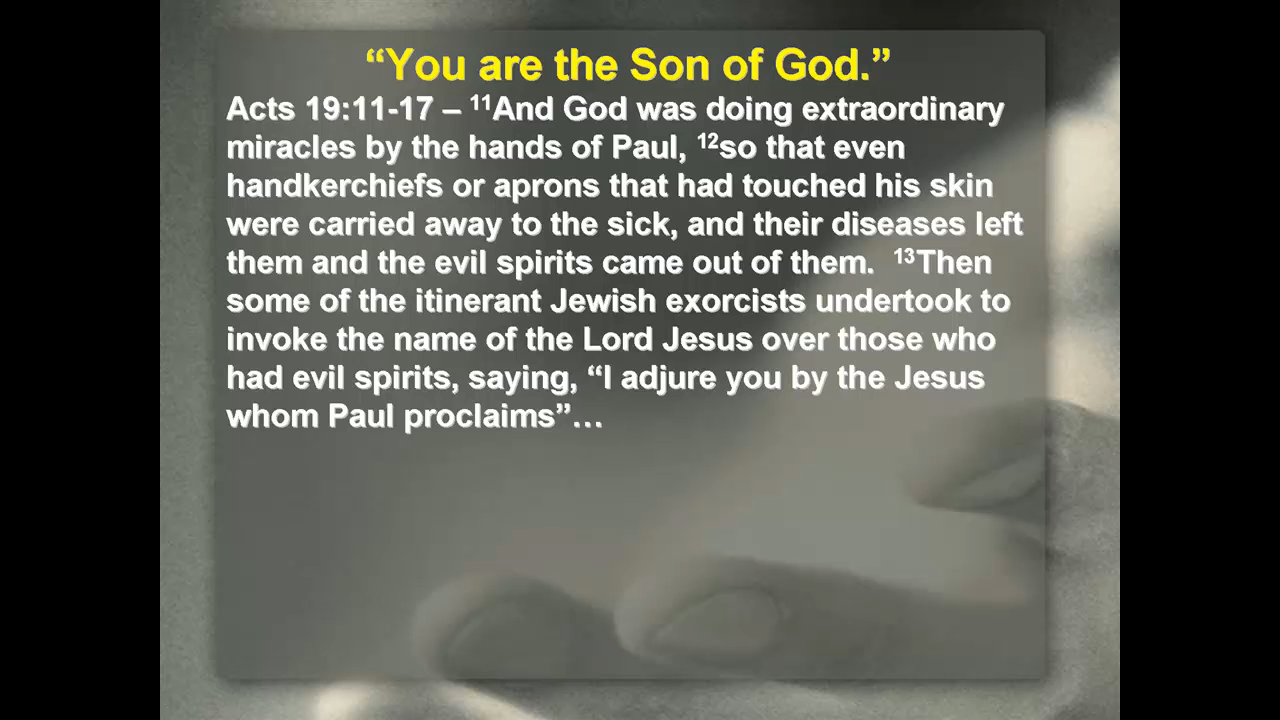 “You are the Son of God.”
Acts 19:11-17 – ¹¹And God was doing extraordinary
miracles by the hands of Paul, ¹²so that even
handkerchiefs or aprons that had touched his skin
were carried away to the sick, and their diseases left
them and the evil spirits came out of them.  ¹³Then
some of the itinerant Jewish exorcists undertook to
invoke the name of the Lord Jesus over those who
had evil spirits, saying, “I adjure you by the Jesus
whom Paul proclaims”…